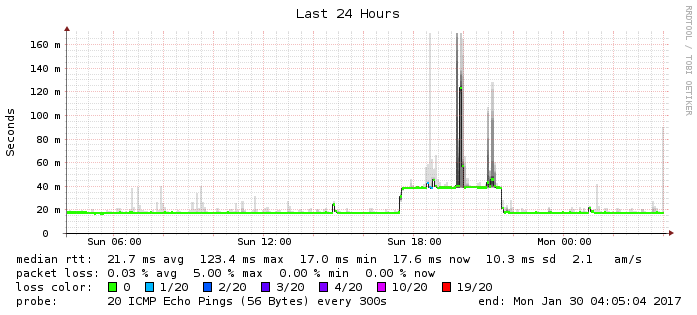 Last 24 Hours
RRDTOOL / TOBI OETIKER
Seconds
160 m
140 m
120 m
100 m
80 m
60 m
40 m
20 m
0
Sun 06:00 Sun 12:00 Sun 18:00 Mon 00:00
median rtt: 21.7 ms avg 123.4 ms max 17.0 ms min 17.6 ms now 10.3 ms sd 2.1 am/s
packet loss: 0.03 % avg 5.00 % max 0.00 % min 0.00 % now
loss color: 0 1/20 2/20 3/20 4/20 10/20 19/20
probe: 20 ICMP Echo Pings (56 Bytes) every 300s end: Mon Jan 30 04:05:04 2017